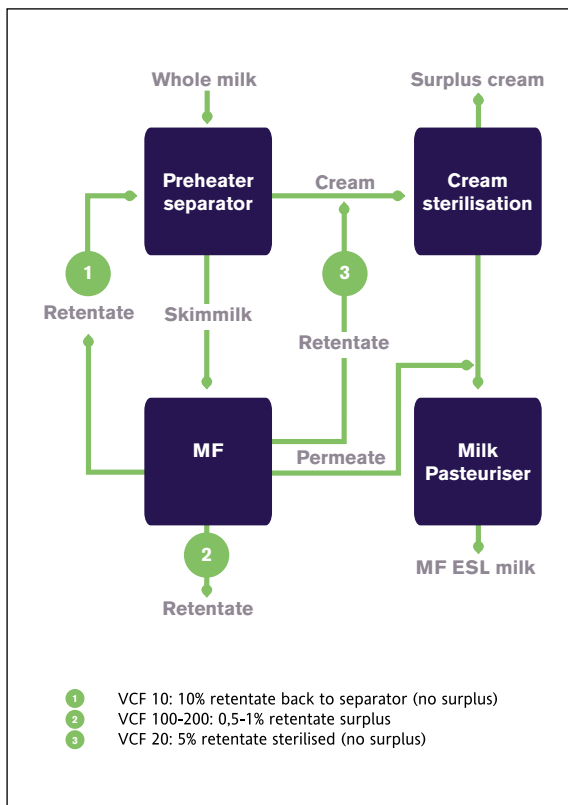 Whole milk
Surplus cream
Preheater
separator
Cream
Cream
sterilisation
1
3
Retentate
Skimmilk
Retentate
MF
Permeate
Milk
Pasteuriser
2
MF ESL milk
Retentate
1 VCF 10: 10% retentate back to separator (no surplus)
2 VCF 100-200: 0,5-1% retentate surplus
3 VCF 20: 5% retentate sterilised (no surplus)